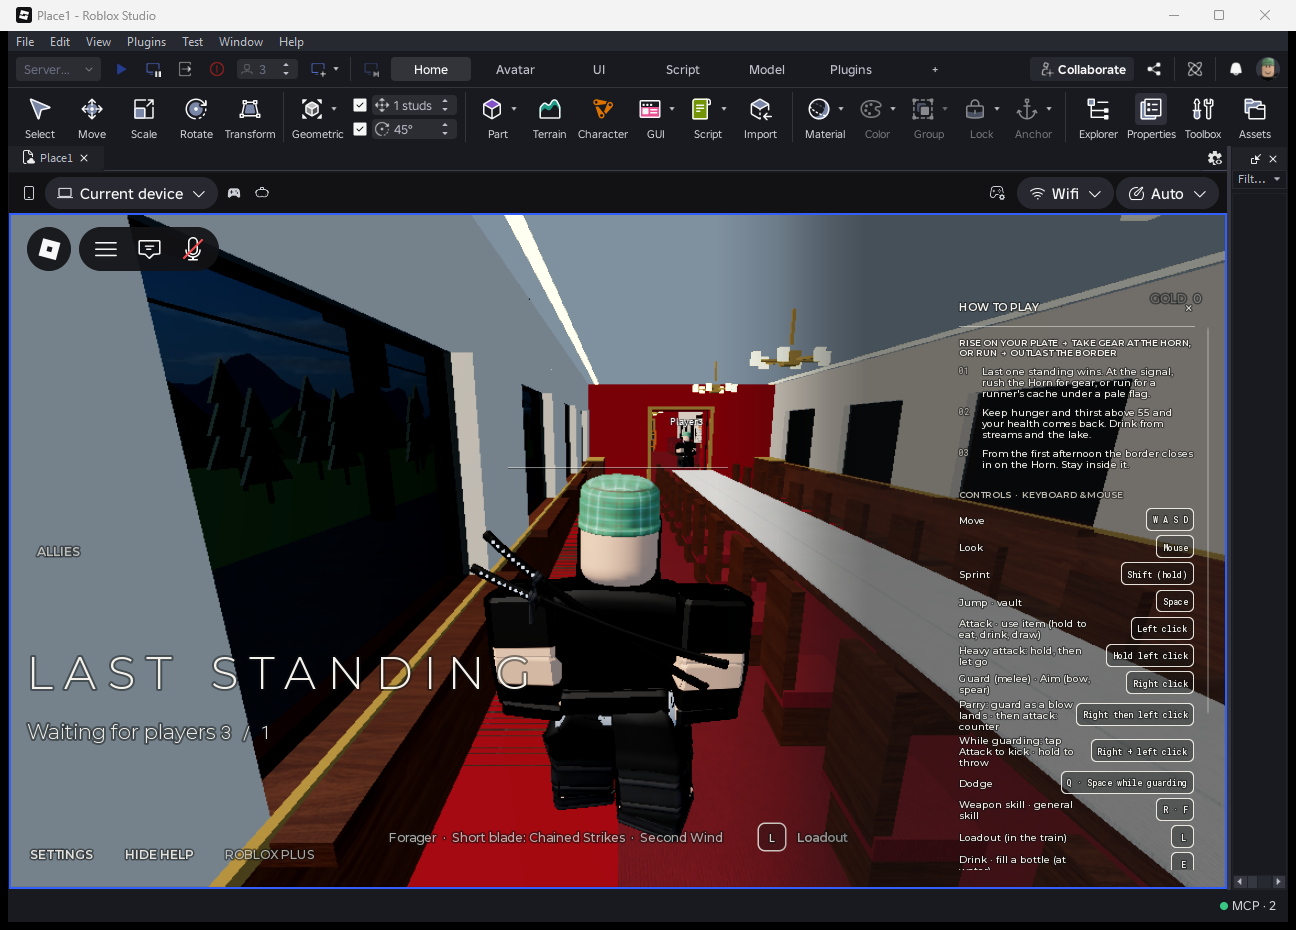 Place1 - Roblox Studio
File Edit View Plugins Test Window Help
Server... 3 Home Avatar UI Script Model Plugins + Collaborate
1 studs
45°
Select Move Scale Rotate Transform Geometric Part Terrain Character GUI Script Import Material Color Group Lock Anchor Explorer Properties Toolbox Assets
Place1
Filt...
Current device Wifi Auto
GOLD 0
HOW TO PLAY
RISE ON YOUR PLATE → TAKE GEAR AT THE HORN,
OR RUN → OUTLAST THE BORDER
01 Last one standing wins. At the signal,
rush the Horn for gear, or run for a
runner's cache under a pale flag.
02 Keep hunger and thirst above 55 and
your health comes back. Drink from
streams and the lake.
03 From the first afternoon the border closes
in on the Horn. Stay inside it.
CONTROLS · KEYBOARD & MOUSE
Move W A S D
Look Mouse
Sprint Shift (hold)
Jump · vault Space
Attack · use item (hold to
eat, drink, draw) Left click
Heavy attack: hold, then
let go Hold left click
Guard (melee) · Aim (bow,
spear) Right click
Parry: guard as a blow
lands · then attack:
counter Right then left click
While guarding: tap
Attack to kick · hold to
throw Right + left click
Dodge Q · Space while guarding
Weapon skill · general
skill R · F
Loadout (in the train) L
Drink · fill a bottle (at
water) E
ALLIES
LAST STANDING
Waiting for players 3 / 1
Forager · Short blade: Chained Strikes · Second Wind L Loadout
SETTINGS HIDE HELP ROBLOX PLUS
MCP · 2